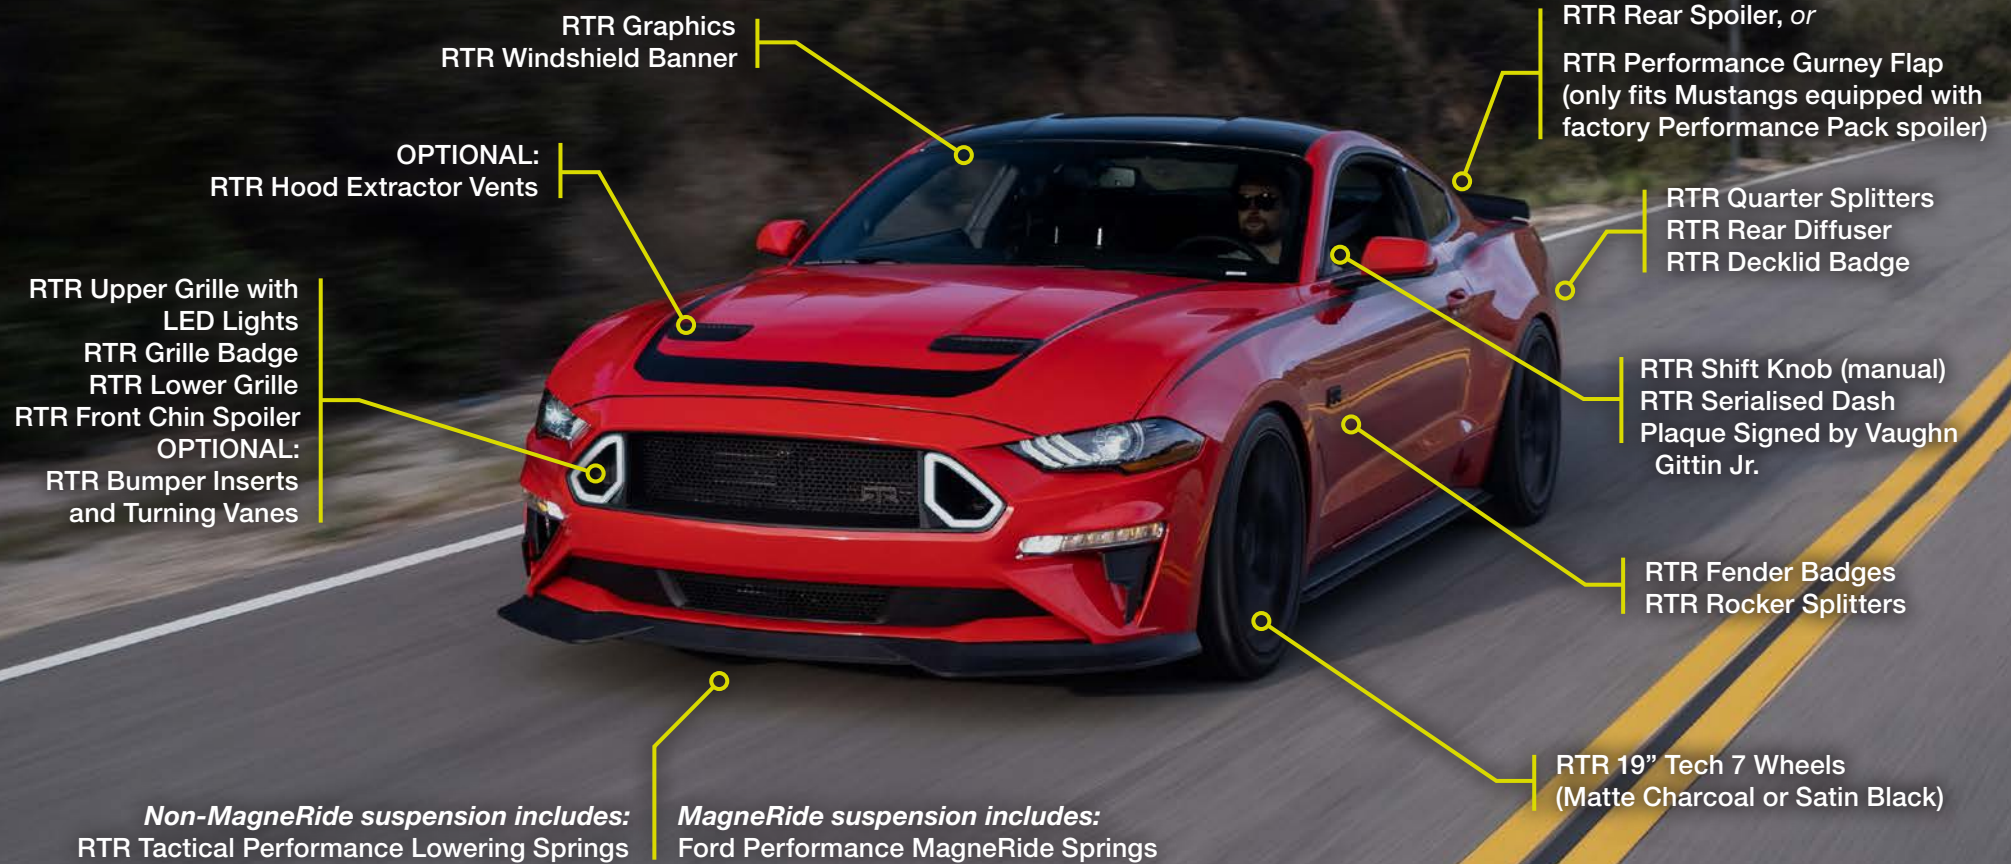 RTR Graphics
RTR Windshield Banner
RTR Rear Spoiler, or
RTR Performance Gurney Flap
(only fits Mustangs equipped with
factory Performance Pack spoiler)
OPTIONAL:
RTR Hood Extractor Vents
RTR Quarter Splitters
RTR Rear Diffuser
RTR Decklid Badge
RTR Upper Grille with
LED Lights
RTR Grille Badge
RTR Lower Grille
RTR Front Chin Spoiler
OPTIONAL:
RTR Bumper Inserts
and Turning Vanes
RTR Shift Knob (manual)
RTR Serialised Dash
Plaque Signed by Vaughn
Gittin Jr.
RTR
RTR Fender Badges
RTR Rocker Splitters
RTR 19” Tech 7 Wheels
(Matte Charcoal or Satin Black)
Non-MagneRide suspension includes:
RTR Tactical Performance Lowering Springs
MagneRide suspension includes:
Ford Performance MagneRide Springs